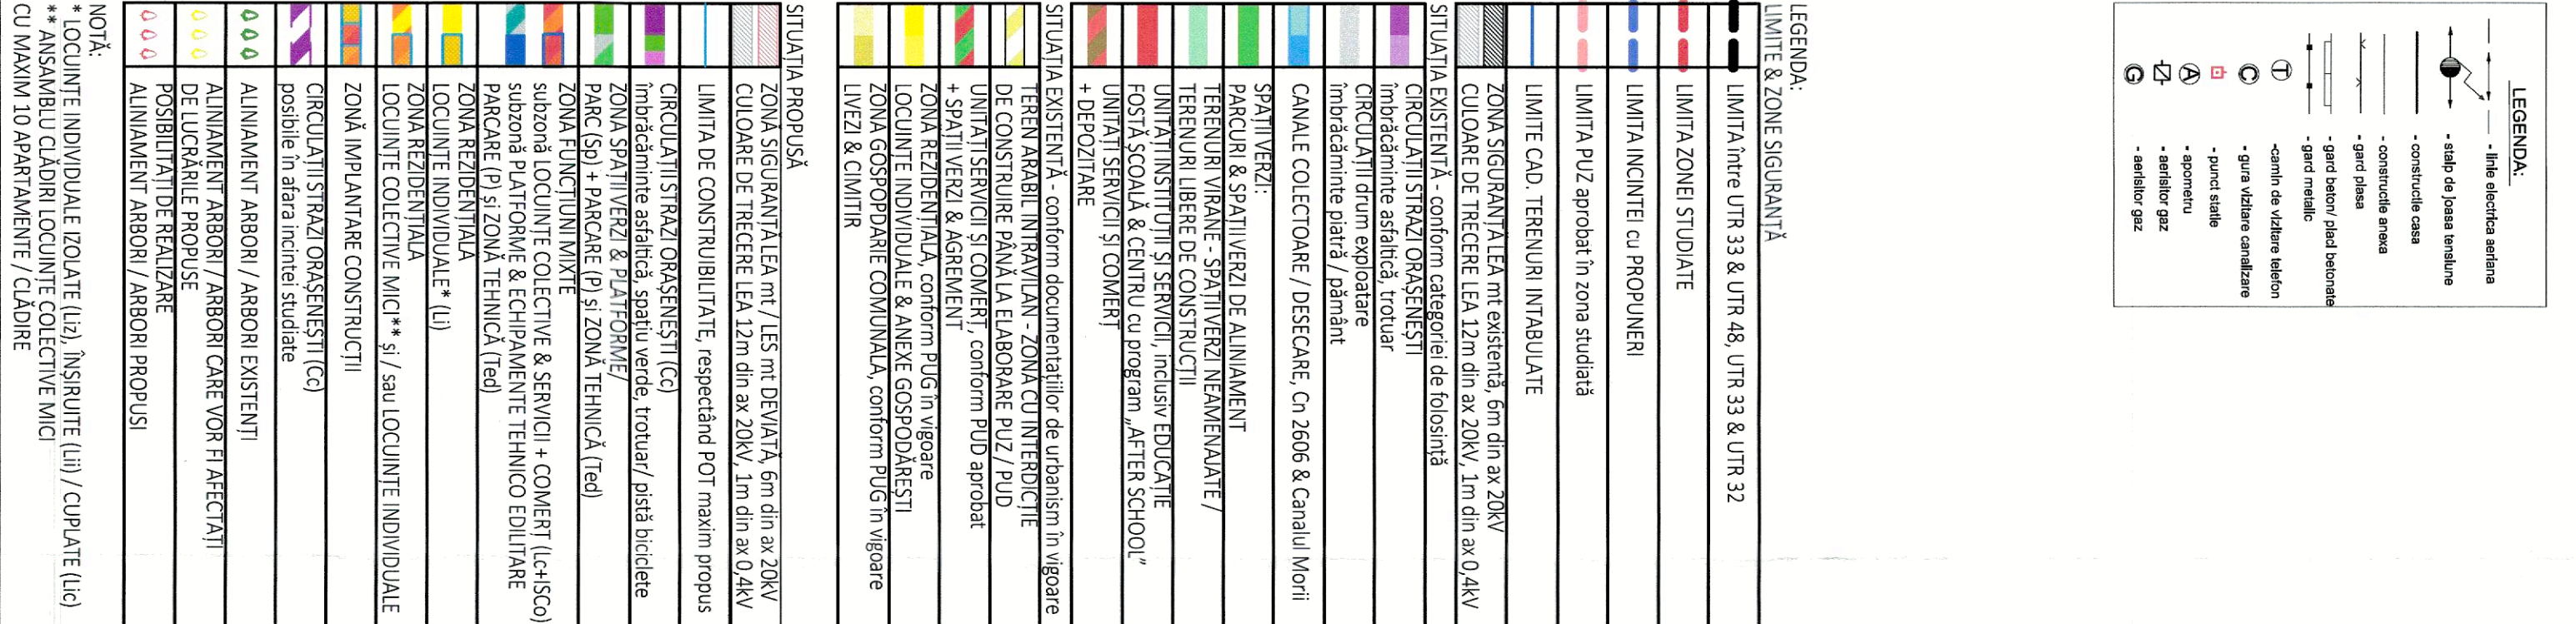 LEGENDA:
- linie electrica aeriana
- stalp de joasa tensiune
- constructie casa
- constructie anexa
- gard plasa
- gard beton/ plad betonate
- gard metalic
T -camin de vizitare telefon
C - gura vizitare canalizare
- punct statie
A - apometru
- aerisitor gaz
G - aerisitor gaz
LEGENDA:
LIMITE & ZONE SIGURANȚĂ
LIMITA între UTR 33 & UTR 48, UTR 33 & UTR 32
LIMITA ZONEI STUDIATE
LIMITA INCINTEI cu PROPUNERI
LIMITA PUZ aprobat în zona studiată
LIMITE CAD. TERENURI INTABULATE
ZONA SIGURANȚĂ LEA mt existentă, 6m din ax 20kV
CULOARE DE TRECERE LEA 12m din ax 20kV, 1m din ax 0,4kV
SITUAȚIA EXISTENTĂ - conform categoriei de folosință
CIRCULAȚII STRAZI ORAȘENEȘTI
îmbrăcăminte asfaltică, trotuar
CIRCULAȚII drum exploatare
îmbrăcăminte piatră / pământ
CANALE COLECTOARE / DESECARE, Cn 2606 & Canalul Morii
SPAȚII VERZI:
PARCURI & SPAȚII VERZI DE ALINIAMENT
TERENURI VIRANE - SPAȚII VERZI NEAMENAJATE /
TERENURI LIBERE DE CONSTRUCȚII
UNITĂȚI INSTITUȚII ȘI SERVICII, inclusiv EDUCAȚIE
FOSTĂ ȘCOALĂ & CENTRU cu program „AFTER SCHOOL”
UNITĂȚI SERVICII ȘI COMERȚ
+ DEPOZITARE
SITUAȚIA EXISTENTĂ - conform documentațiilor de urbanism în vigoare
TEREN ARABIL INTRAVILAN - ZONĂ CU INTERDICȚIE
DE CONSTRUIRE PÂNĂ LA ELABORARE PUZ / PUD
UNITĂȚI SERVICII ȘI COMERȚ, conform PUD aprobat
+ SPAȚII VERZI & AGREMENT
ZONĂ REZIDENȚIALĂ, conform PUG în vigoare
LOCUINȚE INDIVIDUALE & ANEXE GOSPODĂREȘTI
ZONĂ GOSPOPDARIE COMUNALĂ, conform PUG în vigoare
LIVEZI & CIMITIR
SITUAȚIA PROPUSĂ
ZONĂ SIGURANȚĂ LEA mt / LES mt DEVIATĂ, 6m din ax 20kV
CULOARE DE TRECERE LEA 12m din ax 20kV, 1m din ax 0,4kV
LIMITA DE CONSTRUIBILITATE, respectând POT maxim propus
CIRCULAȚII STRAZI ORAȘENEȘTI (Cc)
îmbrăcăminte asfaltică, spațiu verde, trotuar/ pistă biciclete
ZONĂ SPAȚII VERZI & PLATFORME/
PARC (Sp) + PARCARE (P) și ZONĂ TEHNICĂ (Ted)
ZONĂ FUNCȚIUNI MIXTE
subzonă LOCUINȚE COLECTIVE & SERVICII + COMERȚ (Lc+ISCo)
subzonă PLATFORME & ECHIPAMENTE TEHNICO EDILITARE
PARCARE (P) și ZONĂ TEHNICĂ (Ted)
ZONĂ REZIDENȚIALĂ
LOCUINȚE INDIVIDUALE* (Li)
ZONĂ REZIDENȚIALĂ
LOCUINȚE COLECTIVE MICI** și / sau LOCUINȚE INDIVIDUALE
ZONĂ IMPLANTARE CONSTRUCȚII
CIRCULAȚII STRAZI ORAȘENEȘTI (Cc)
posibile în afara incintei studiate
ALINIAMENT ARBORI / ARBORI EXISTENȚI
ALINIAMENT ARBORI / ARBORI CARE VOR FI AFECTAȚI
DE LUCRĂRILE PROPUSE
POSIBILITĂȚI DE REALIZARE
ALINIAMENT ARBORI / ARBORI PROPUSI
NOTĂ:
* LOCUINȚE INDIVIDUALE IZOLATE (Liz), ÎNȘIRUITE (Lii) / CUPLATE (Lic)
** ANSAMBLU CLĂDIRI LOCUINȚE COLECTIVE MICI
CU MAXIM 10 APARTAMENTE / CLĂDIRE